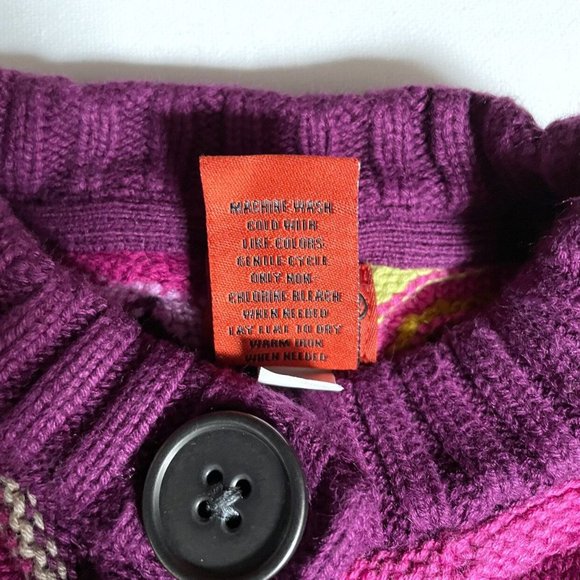 MACHINE WASH
COLD WITH
LIKE COLORS
GENTLE CYCLE
ONLY NON
CHLORINE BLEACH
WHEN NEEDED
LAY FLAT TO DRY
WARM IRON
WHEN NEEDED